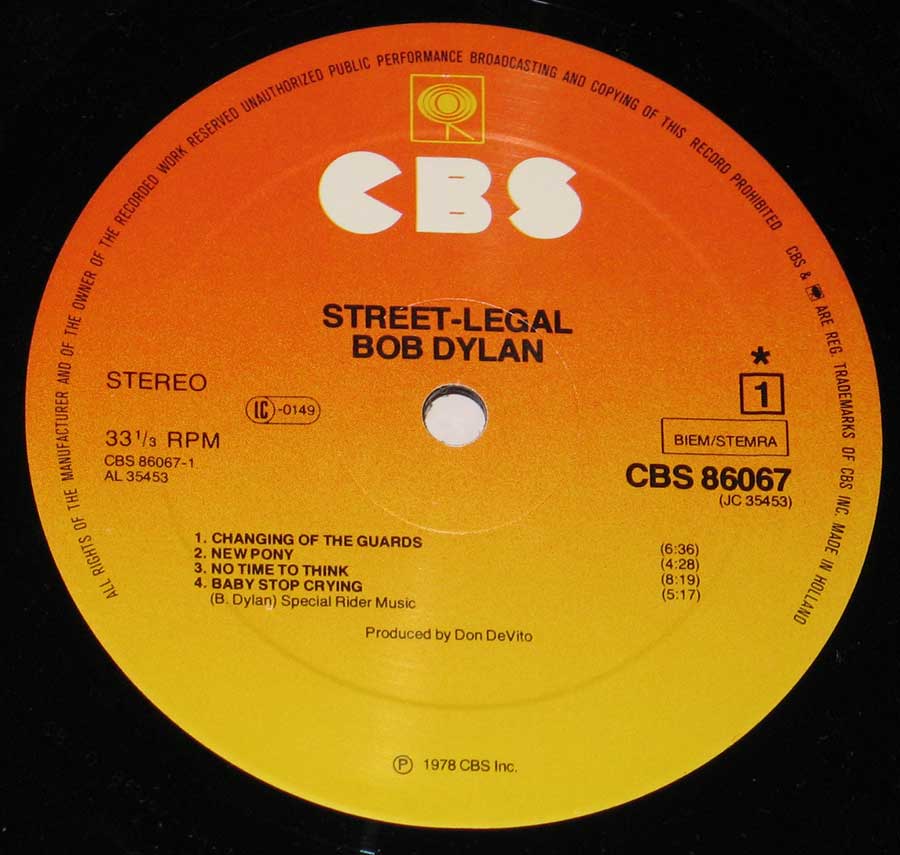 ALL RIGHTS OF THE MANUFACTURER AND OF THE OWNER OF THE RECORDED WORK RESERVED UNAUTHORIZED PUBLIC PERFORMANCE BROADCASTING AND COPYING OF THIS RECORD PROHIBITED CBS & ARE REG. TRADEMARKS OF CBS INC. MADE IN HOLLAND
CBS
STREET-LEGAL
BOB DYLAN
STEREO
LC-0149
33 1/3 RPM
CBS 86067-1
AL 35453
*
1
BIEM/STEMRA
CBS 86067
(JC 35453)
1. CHANGING OF THE GUARDS (6:36)
2. NEW PONY (4:28)
3. NO TIME TO THINK (8:19)
4. BABY STOP CRYING (5:17)
(B. Dylan) Special Rider Music
Produced by Don DeVito
Ⓟ 1978 CBS Inc.